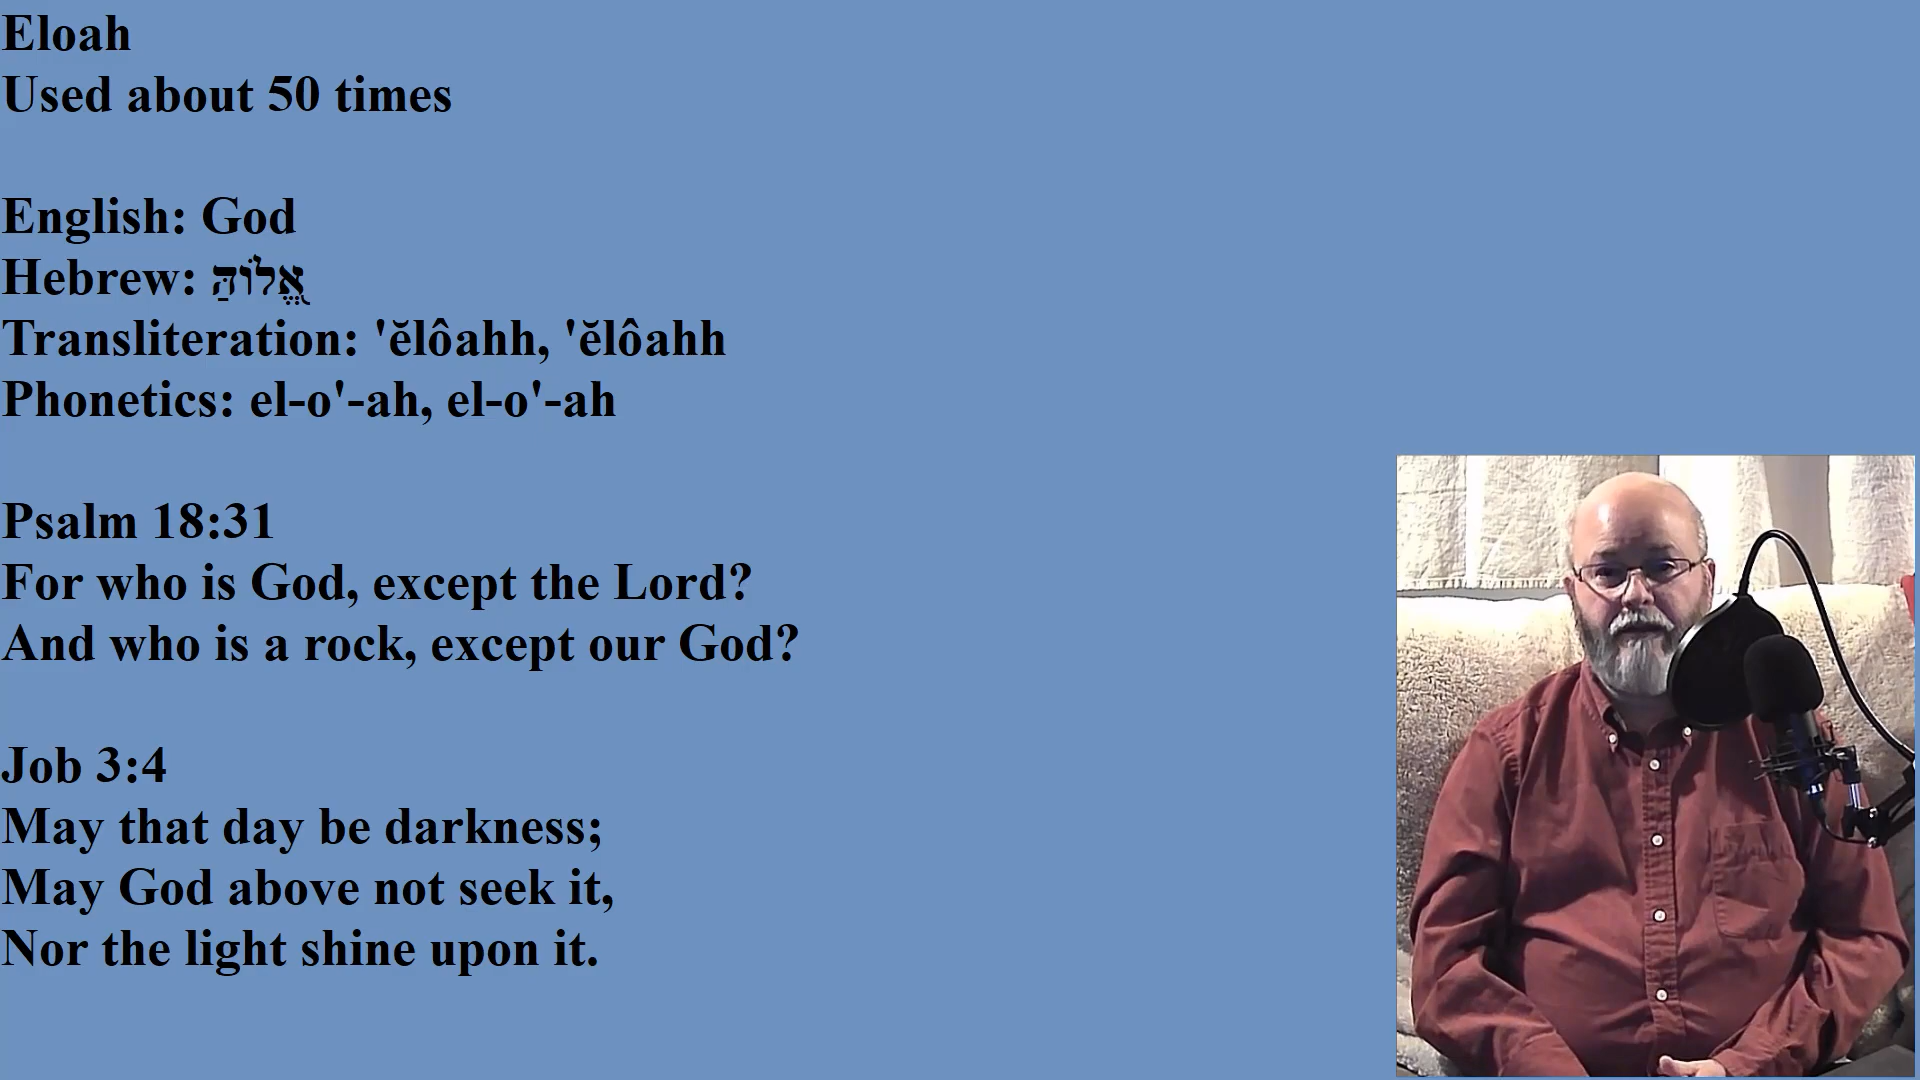 Eloah
Used about 50 times
English: God
Hebrew: אֱלֹוֹהַּ
Transliteration: 'ĕlôahh, 'ĕlôahh
Phonetics: el-o'-ah, el-o'-ah
Psalm 18:31
For who is God, except the Lord?
And who is a rock, except our God?
Job 3:4
May that day be darkness;
May God above not seek it,
Nor the light shine upon it.